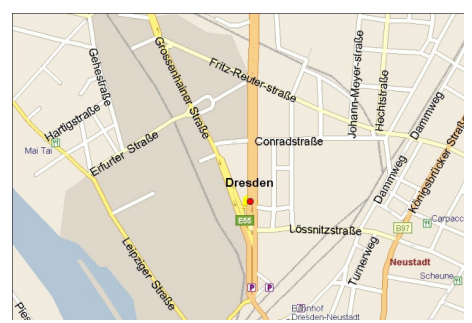 Gehestraße
Grossenhainer Straße
Fritz-Reuter-straße
Johann-Meyer-straße
Hechtstraße
Dammweg
Hartigstraße
Mai Tai
Erfurter Straße
Conradstraße
Dammweg
Königsbrücker Straße
Dresden
E55
Lössnitzstraße
B97
Carpacc
Leipziger Straße
Turnerweg
Neustadt
Scheune
P
P
Bahnhof
Dresden-Neustadt
Pies